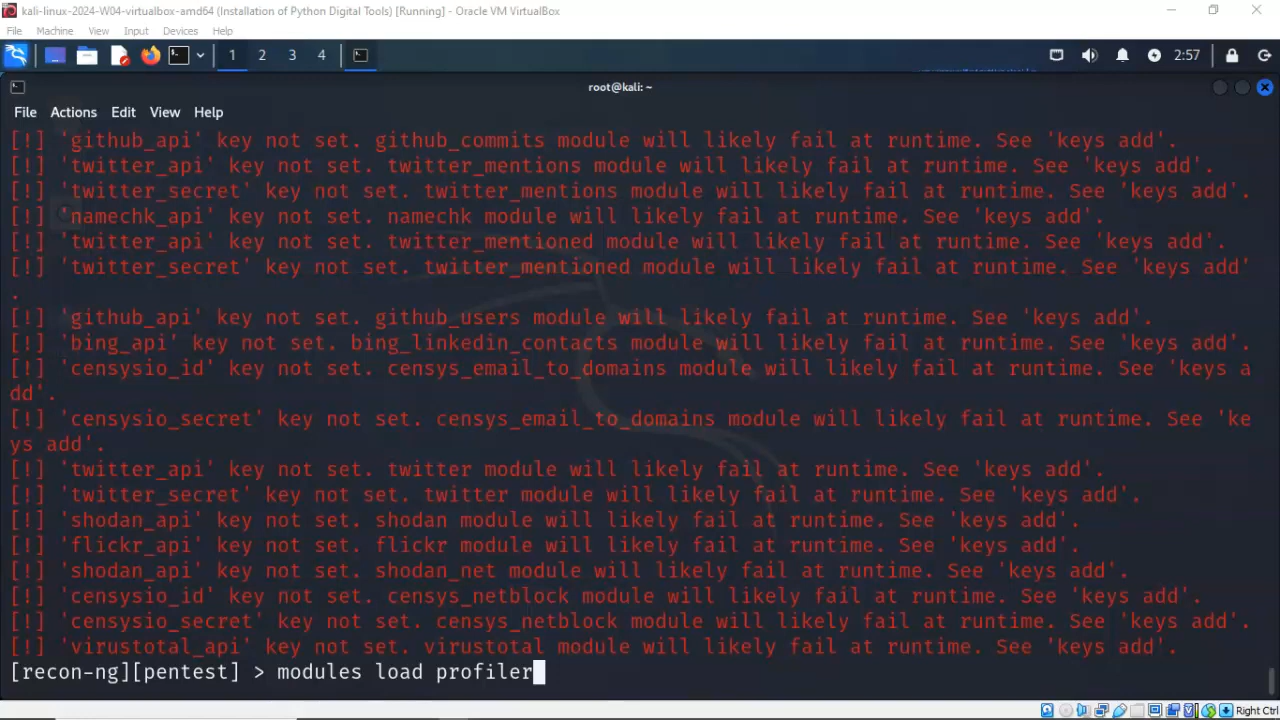 kali-linux-2024-W04-virtualbox-amd64 (Installation of Python Digital Tools) [Running] - Oracle VM VirtualBox
File Machine View Input Devices Help
1 2 3 4 2:57
root@kali: ~
File Actions Edit View Help
[!] 'github_api' key not set. github_commits module will likely fail at runtime. See 'keys add'.
[!] 'twitter_api' key not set. twitter_mentions module will likely fail at runtime. See 'keys add'.
[!] 'twitter_secret' key not set. twitter_mentions module will likely fail at runtime. See 'keys add'.
[!] 'namechk_api' key not set. namechk module will likely fail at runtime. See 'keys add'.
[!] 'twitter_api' key not set. twitter_mentioned module will likely fail at runtime. See 'keys add'.
[!] 'twitter_secret' key not set. twitter_mentioned module will likely fail at runtime. See 'keys add'
.
[!] 'github_api' key not set. github_users module will likely fail at runtime. See 'keys add'.
[!] 'bing_api' key not set. bing_linkedin_contacts module will likely fail at runtime. See 'keys add'.
[!] 'censysio_id' key not set. censys_email_to_domains module will likely fail at runtime. See 'keys a
dd'.
[!] 'censysio_secret' key not set. censys_email_to_domains module will likely fail at runtime. See 'ke
ys add'.
[!] 'twitter_api' key not set. twitter module will likely fail at runtime. See 'keys add'.
[!] 'twitter_secret' key not set. twitter module will likely fail at runtime. See 'keys add'.
[!] 'shodan_api' key not set. shodan module will likely fail at runtime. See 'keys add'.
[!] 'flickr_api' key not set. flickr module will likely fail at runtime. See 'keys add'.
[!] 'shodan_api' key not set. shodan_net module will likely fail at runtime. See 'keys add'.
[!] 'censysio_id' key not set. censys_netblock module will likely fail at runtime. See 'keys add'.
[!] 'censysio_secret' key not set. censys_netblock module will likely fail at runtime. See 'keys add'.
[!] 'virustotal_api' key not set. virustotal module will likely fail at runtime. See 'keys add'.
[recon-ng][pentest] > modules load profiler
Right Ctrl